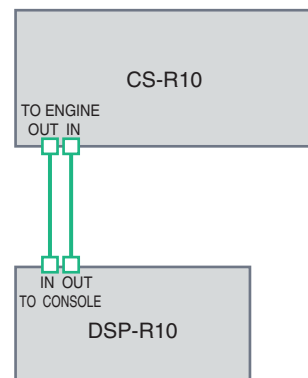 CS-R10
TO ENGINE
OUT IN
IN OUT
TO CONSOLE
DSP-R10